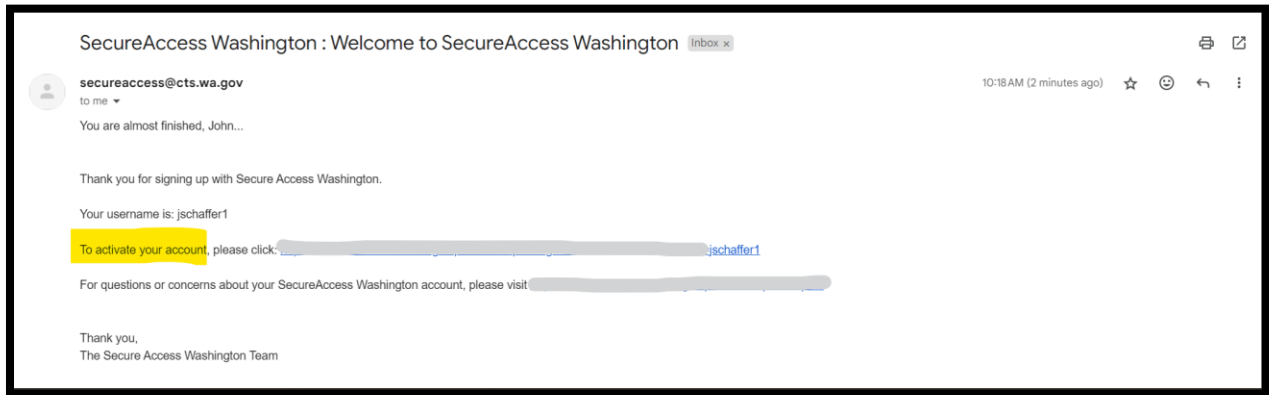 SecureAccess Washington : Welcome to SecureAccess Washington Inbox x
secureaccess@cts.wa.gov 10:18 AM (2 minutes ago)
to me
You are almost finished, John...
Thank you for signing up with Secure Access Washington.
Your username is: jschaffer1
To activate your account, please click: jschaffer1
For questions or concerns about your SecureAccess Washington account, please visit
Thank you,
The Secure Access Washington Team